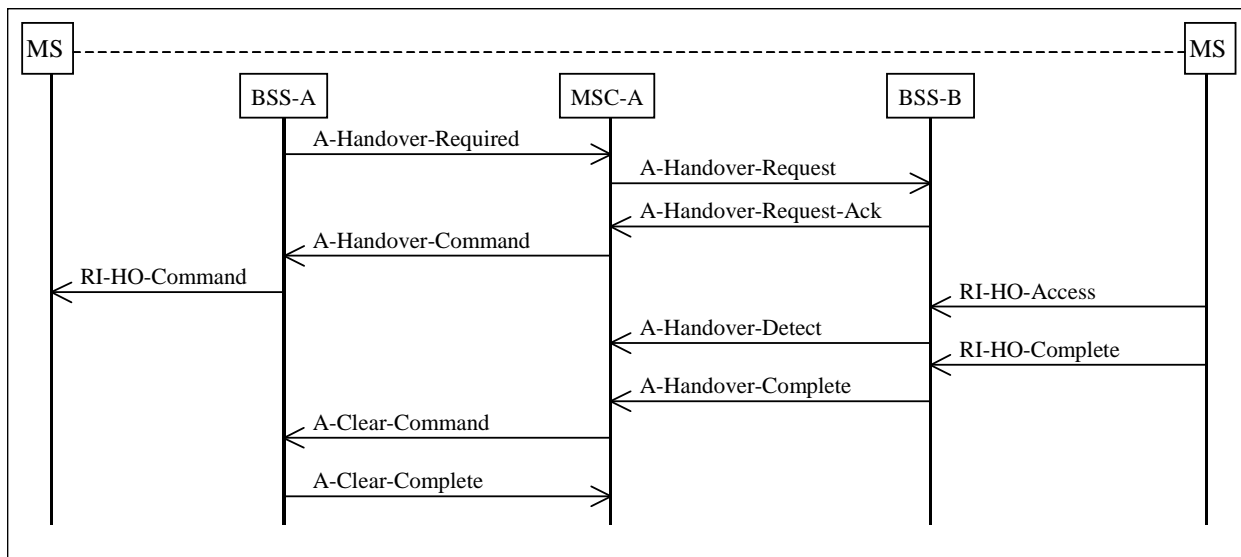 MS
MS
BSS-A
MSC-A
BSS-B
A-Handover-Required
A-Handover-Request
A-Handover-Request-Ack
A-Handover-Command
RI-HO-Command
RI-HO-Access
A-Handover-Detect
RI-HO-Complete
A-Handover-Complete
A-Clear-Command
A-Clear-Complete